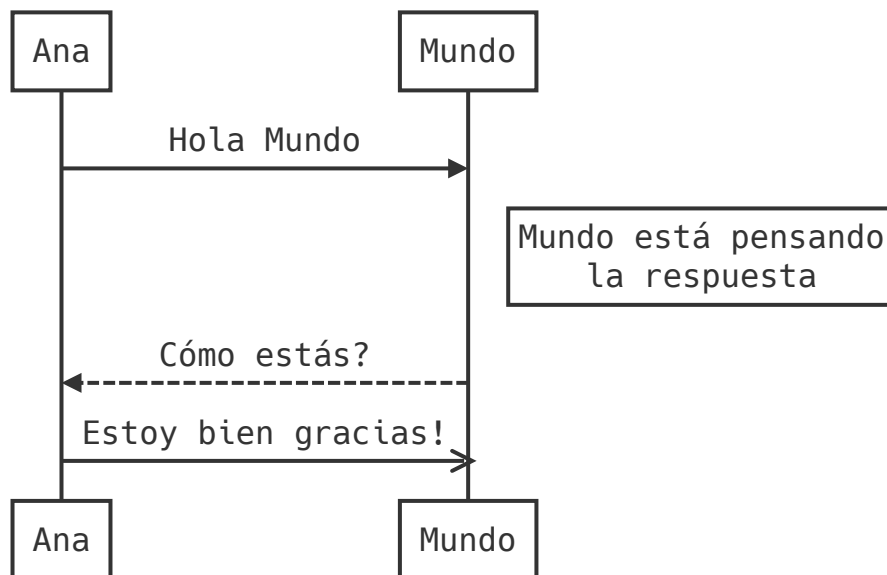 Ana
Mundo
Hola Mundo
Mundo está pensando
la respuesta
Cómo estás?
Estoy bien gracias!
Ana
Mundo